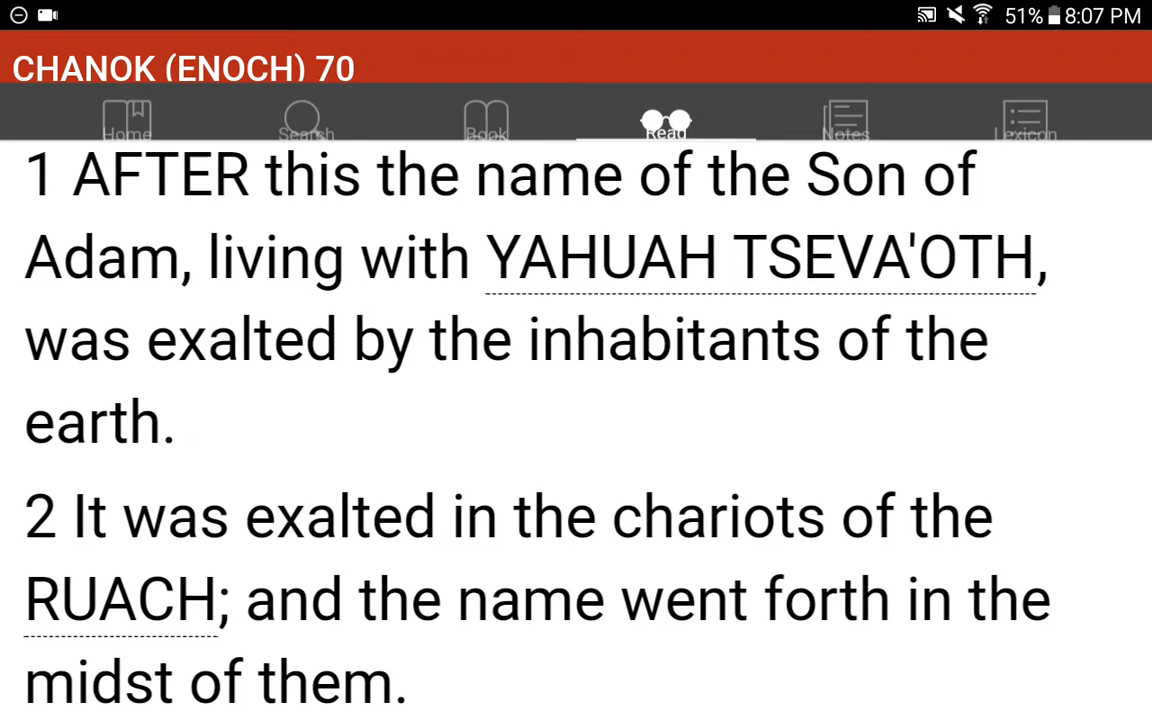 51% 8:07 PM
CHANOK (ENOCH) 70
Home Search Book Read Notes Lexicon
1 AFTER this the name of the Son of
Adam, living with YAHUAH TSEVA'OTH,
was exalted by the inhabitants of the
earth.
2 It was exalted in the chariots of the
RUACH; and the name went forth in the
midst of them.